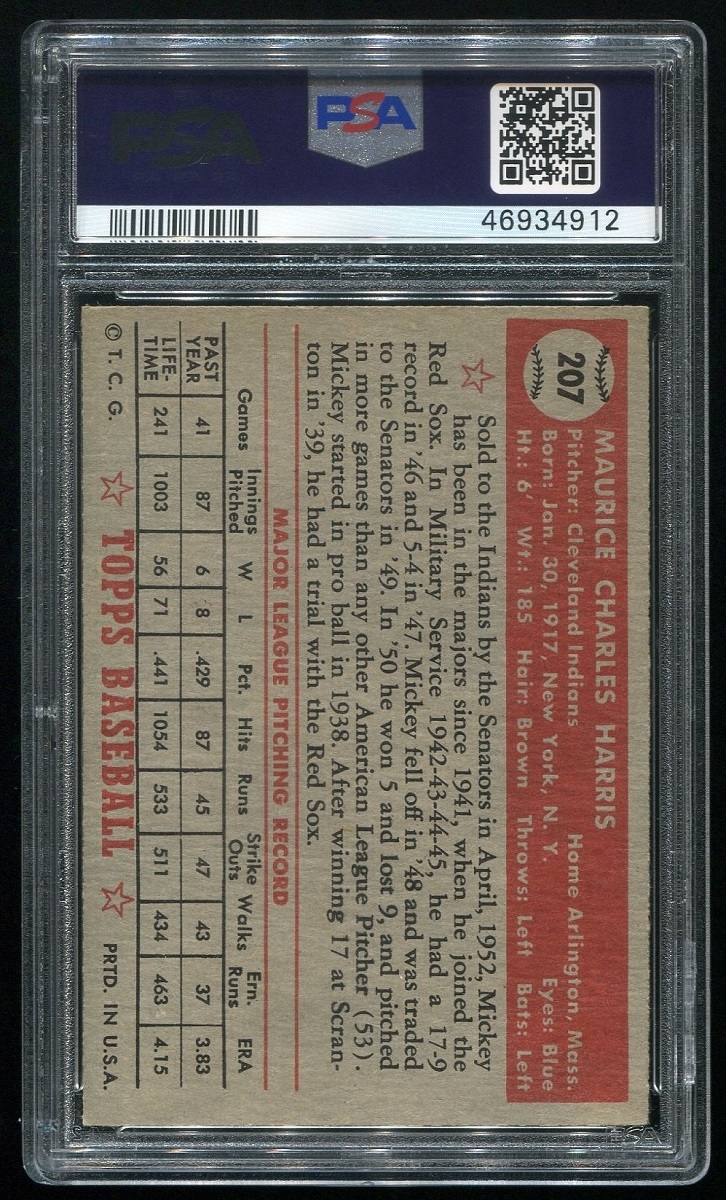 PSA
PSA
46934912
207
MAURICE CHARLES HARRIS
Pitcher: Cleveland Indians Home Arlington, Mass.
Born: Jan. 30, 1917, New York, N. Y. Eyes: Blue
Ht.: 6' Wt.: 185 Hair: Brown Throws: Left Bats: Left
Sold to the Indians by the Senators in April, 1952, Mickey
has been in the majors since 1941, when he joined the
Red Sox. In Military Service 1942-43-44-45, he had a 17-9
record in '46 and 5-4 in '47. Mickey fell off in '48 and was traded
to the Senators in '49. In '50 he won 5 and lost 9, and pitched
in more games than any other American League Pitcher (53).
Mickey started in pro ball in 1938. After winning 17 at Scran-
ton in '39, he had a trial with the Red Sox.
MAJOR LEAGUE PITCHING RECORD
Games Innings Pitched W L Pct. Hits Runs Strike Outs Walks Ern. Runs ERA
PAST YEAR 41 87 6 8 .429 87 45 47 43 37 3.83
LIFE-TIME 241 1003 56 71 .441 1054 533 511 434 463 4.15
© T. C. G. TOPPS BASEBALL PRTD. IN U.S.A.